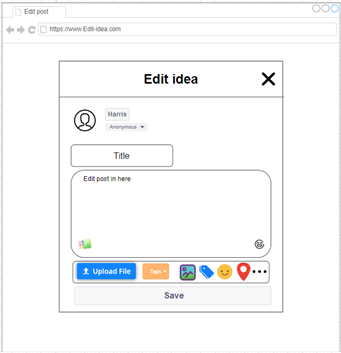 Edit post
https://www.Edit-idea.com
Edit idea
Harris
Anonymous
Title
Edit post in here
Upload File
Tags
Save